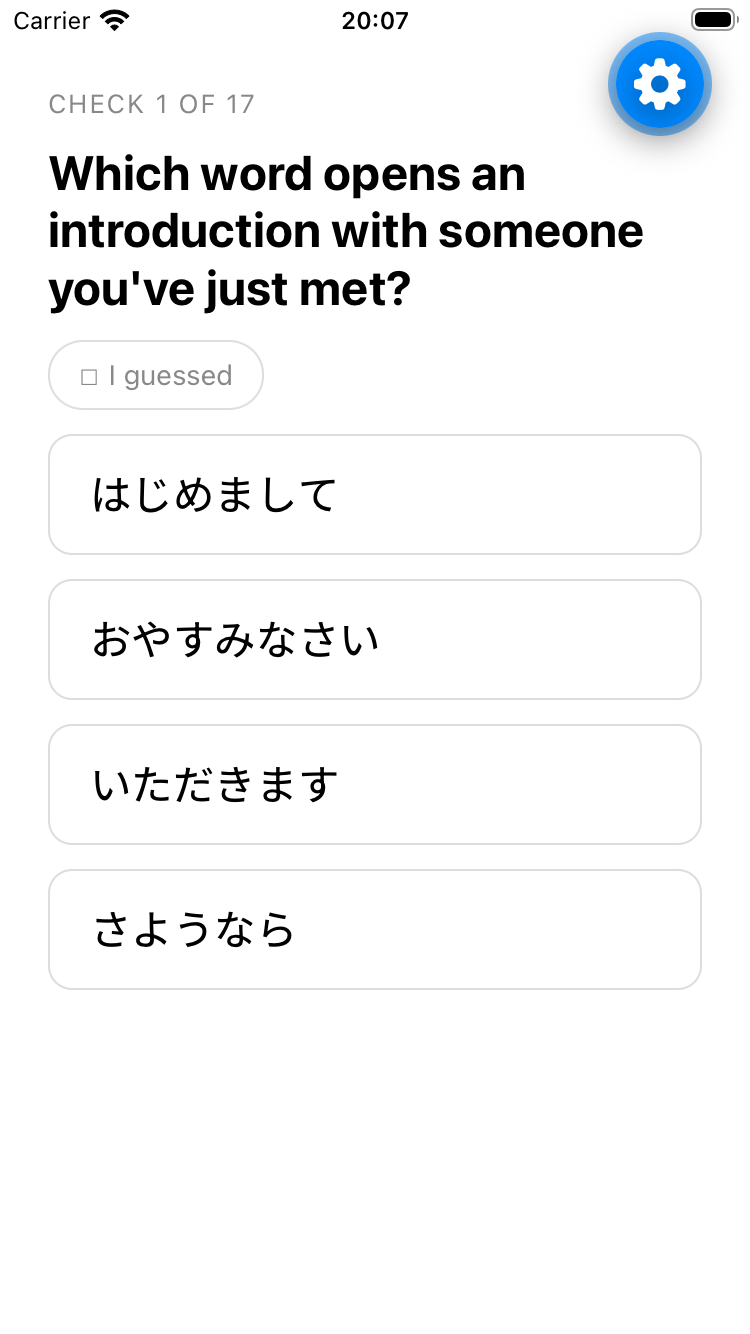 Carrier 20:07
CHECK 1 OF 17
Which word opens an
introduction with someone
you've just met?
□ I guessed
はじめまして
おやすみなさい
いただきます
さようなら